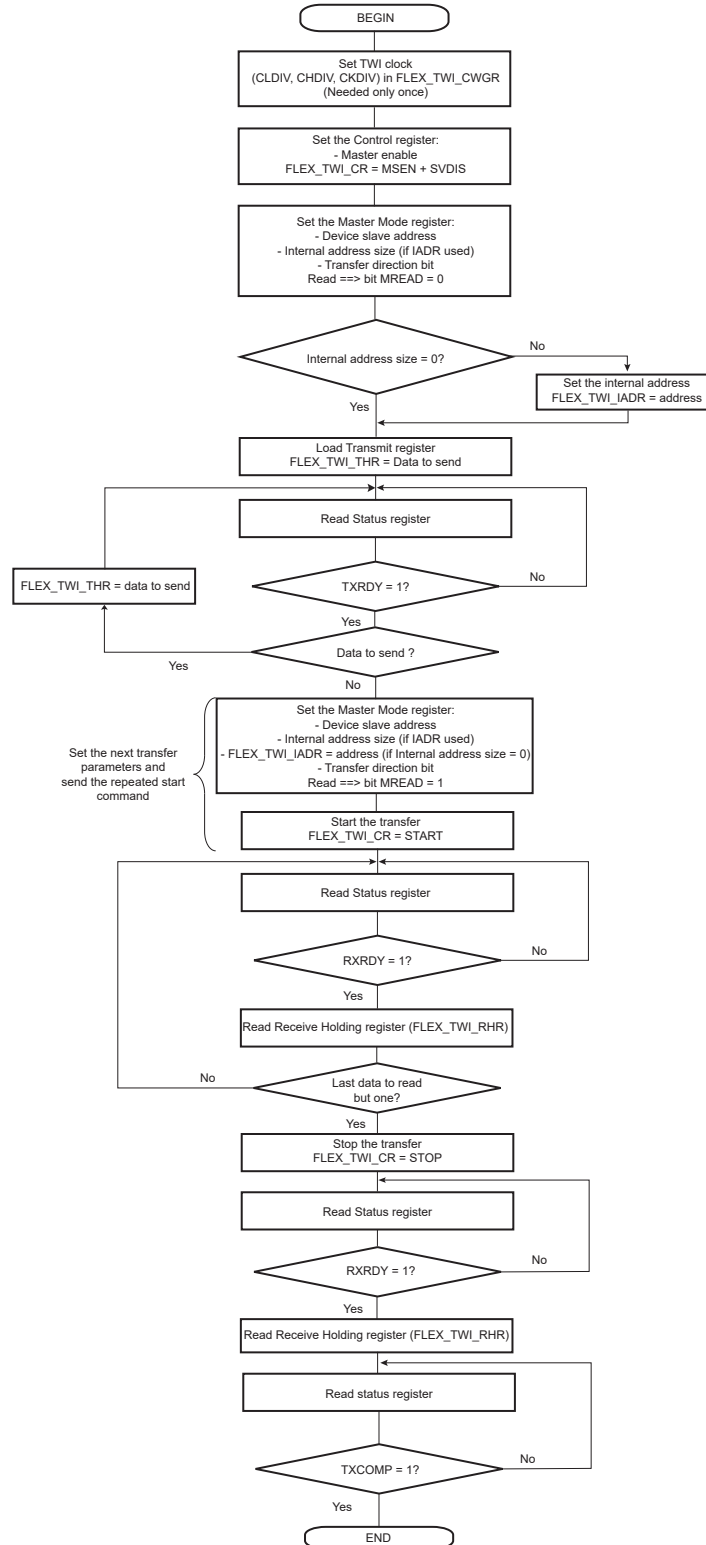 BEGIN
Set TWI clock
(CLDIV, CHDIV, CKDIV) in FLEX_TWI_CWGR
(Needed only once)
Set the Control register:
- Master enable
FLEX_TWI_CR = MSEN + SVDIS
Set the Master Mode register:
- Device slave address
- Internal address size (if IADR used)
- Transfer direction bit
Read ==> bit MREAD = 0
Internal address size = 0?
No
Set the internal address
FLEX_TWI_IADR = address
Yes
Load Transmit register
FLEX_TWI_THR = Data to send
Read Status register
TXRDY = 1?
No
FLEX_TWI_THR = data to send
Yes
Data to send ?
Yes
No
Set the next transfer
parameters and
send the repeated start
command
Set the Master Mode register:
- Device slave address
- Internal address size (if IADR used)
- FLEX_TWI_IADR = address (if Internal address size = 0)
- Transfer direction bit
Read ==> bit MREAD = 1
Start the transfer
FLEX_TWI_CR = START
Read Status register
RXRDY = 1?
No
Yes
Read Receive Holding register (FLEX_TWI_RHR)
No
Last data to read
but one?
Yes
Stop the transfer
FLEX_TWI_CR = STOP
Read Status register
RXRDY = 1?
No
Yes
Read Receive Holding register (FLEX_TWI_RHR)
Read status register
TXCOMP = 1?
No
Yes
END